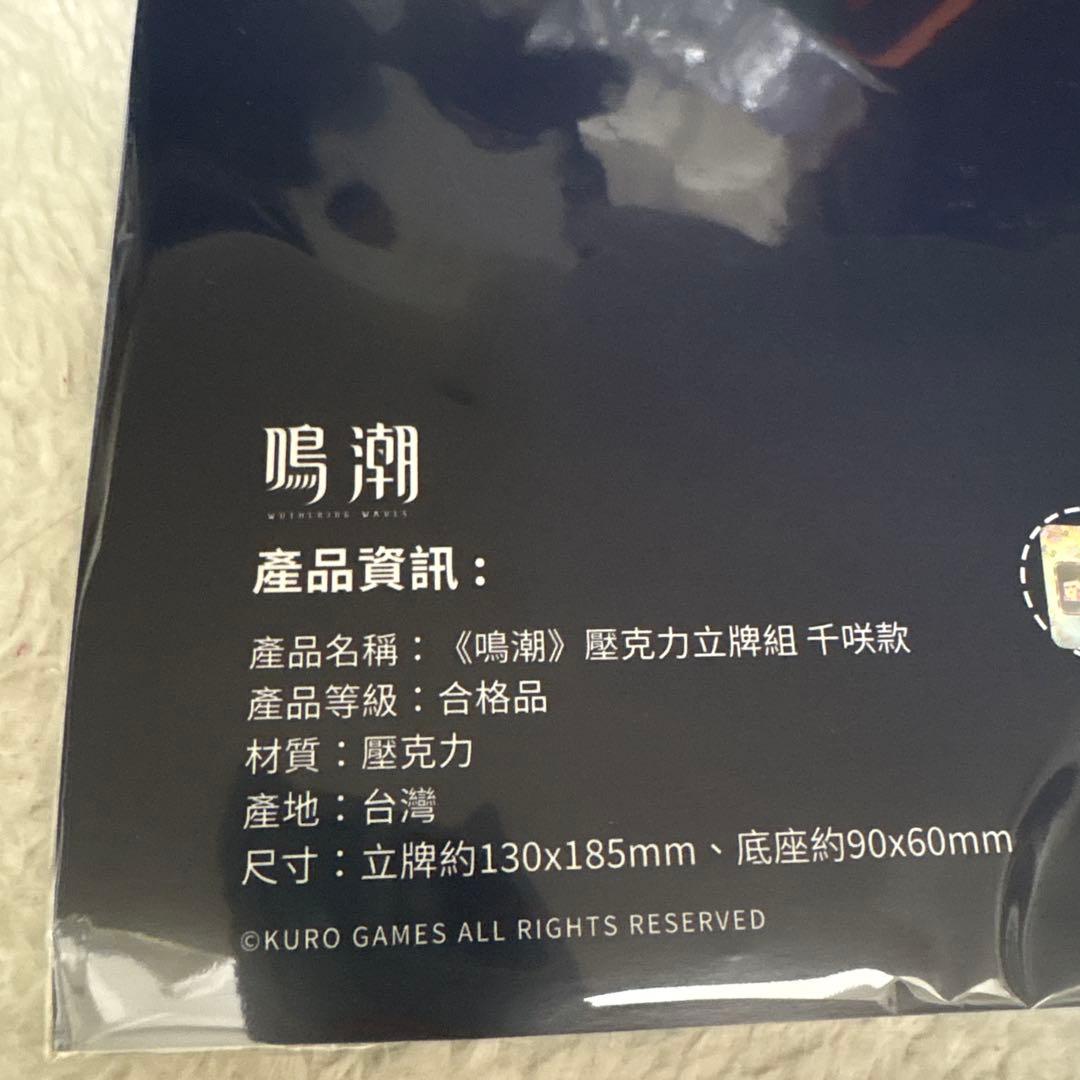 鳴潮
WUTHERING WAVES
產品資訊：
產品名稱：《鳴潮》壓克力立牌組 千咲款
產品等級：合格品
材質：壓克力
產地：台灣
尺寸：立牌約130x185mm、底座約90x60mm
©KURO GAMES ALL RIGHTS RESERVED